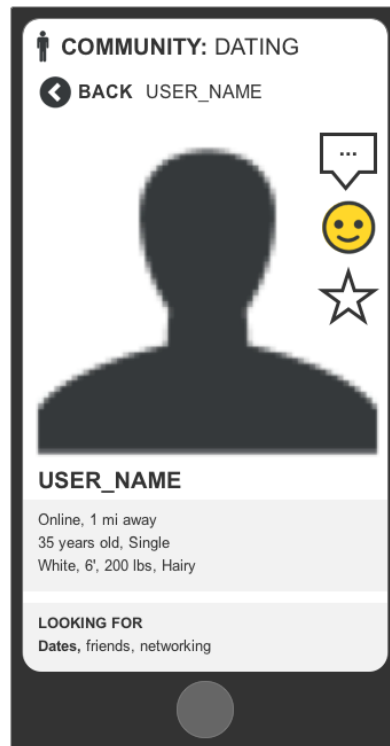 COMMUNITY: DATING
BACK USER_NAME
...
USER_NAME
Online, 1 mi away
35 years old, Single
White, 6', 200 lbs, Hairy
LOOKING FOR
Dates, friends, networking